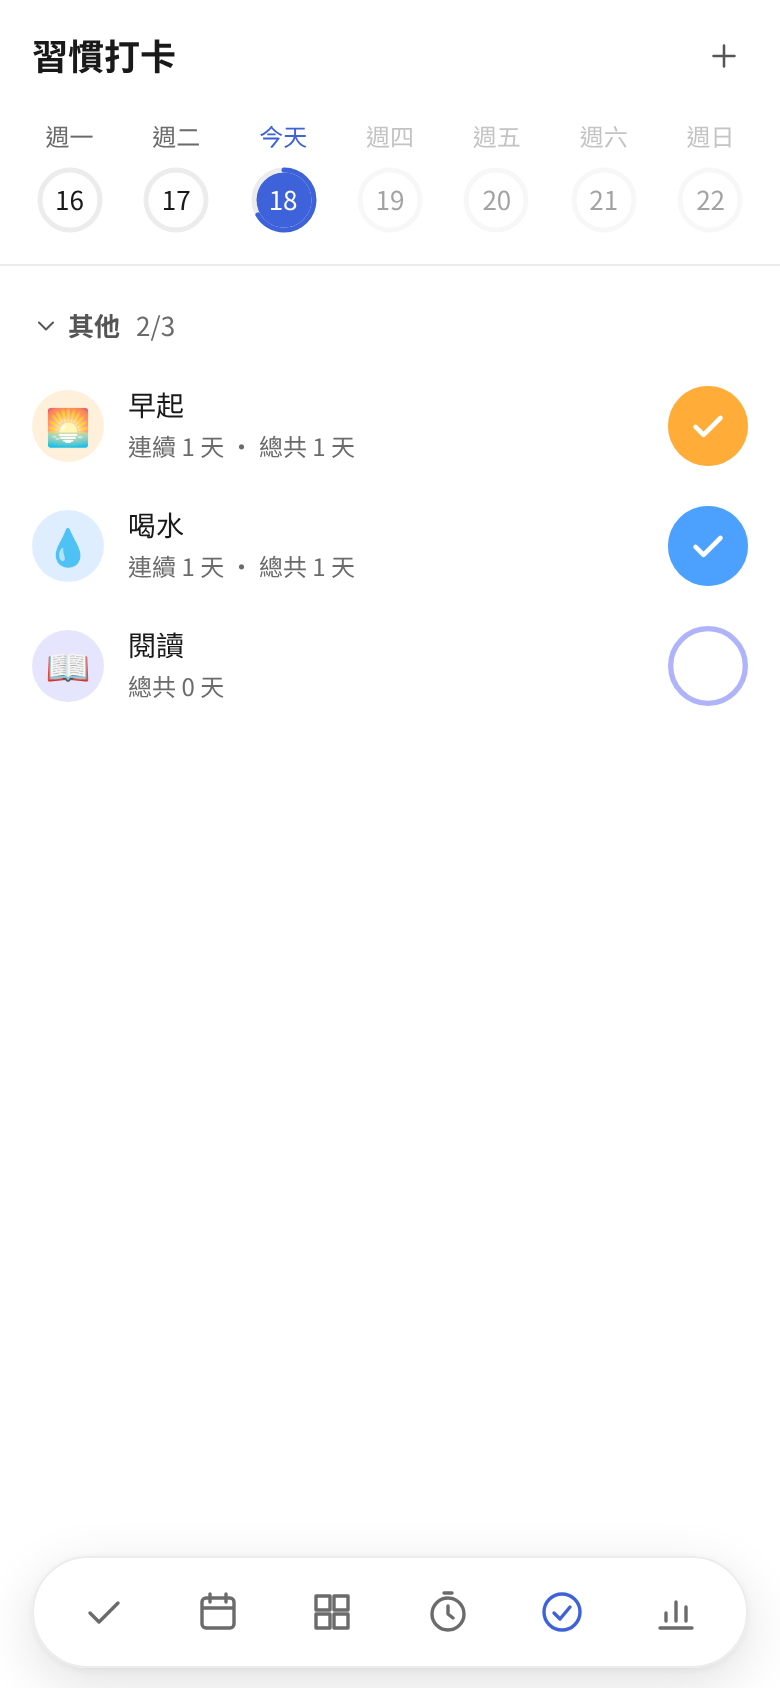 習慣打卡
週一 週二 今天 週四 週五 週六 週日
16 17 18 19 20 21 22
其他 2/3
早起
連續 1 天 • 總共 1 天
喝水
連續 1 天 • 總共 1 天
閱讀
總共 0 天